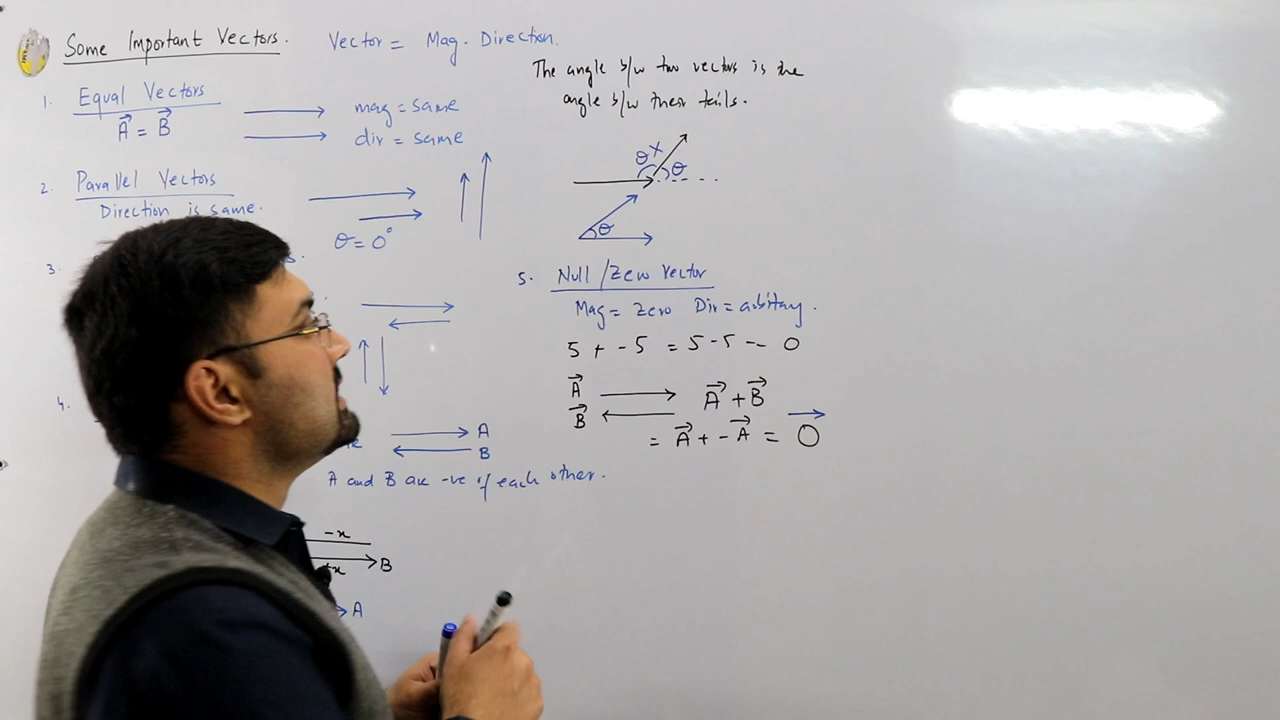 Some Important Vectors.
Vector = Mag. Direction.
The angle b/w two vectors is the
angle b/w their tails.
1. Equal Vectors
A = B
mag = same
dir = same
2. Parallel Vectors
Direction is same.
θ = 0°
θ X θ
θ
3.
4.
A
B
A and B are -ve of each other.
-x
+x B
A
5. Null / Zero Vector
Mag = Zero Dir = arbitary.
5 + -5 = 5-5 = 0
A
B
A + B
= A + -A = 0